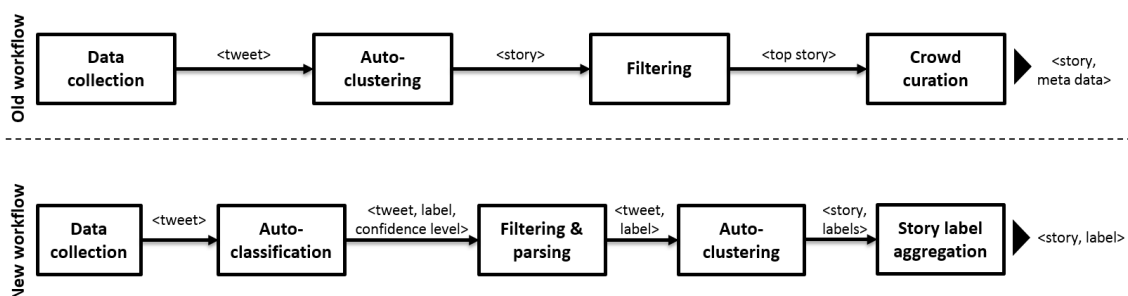 Old workflow
Data
collection
<tweet>
Auto-
clustering
<story>
Filtering
<top story>
Crowd
curation
<story,
meta data>
New workflow
Data
collection
<tweet>
Auto-
classification
<tweet, label,
confidence level>
Filtering &
parsing
<tweet,
label>
Auto-
clustering
<story,
labels>
Story label
aggregation
<story, label>